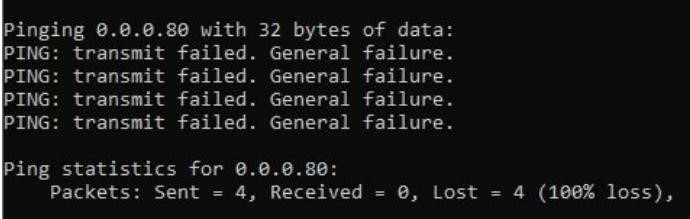 Pinging 0.0.0.80 with 32 bytes of data:
PING: transmit failed. General failure.
PING: transmit failed. General failure.
PING: transmit failed. General failure.
PING: transmit failed. General failure.
Ping statistics for 0.0.0.80:
Packets: Sent = 4, Received = 0, Lost = 4 (100% loss),